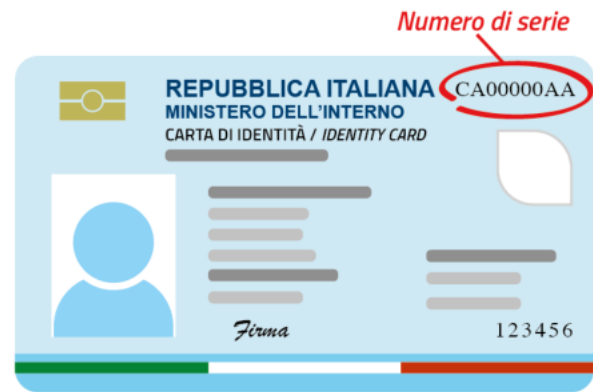 Numero di serie
REPUBBLICA ITALIANA CA00000AA
MINISTERO DELL'INTERNO
CARTA DI IDENTITÀ / IDENTITY CARD
Firma 123456